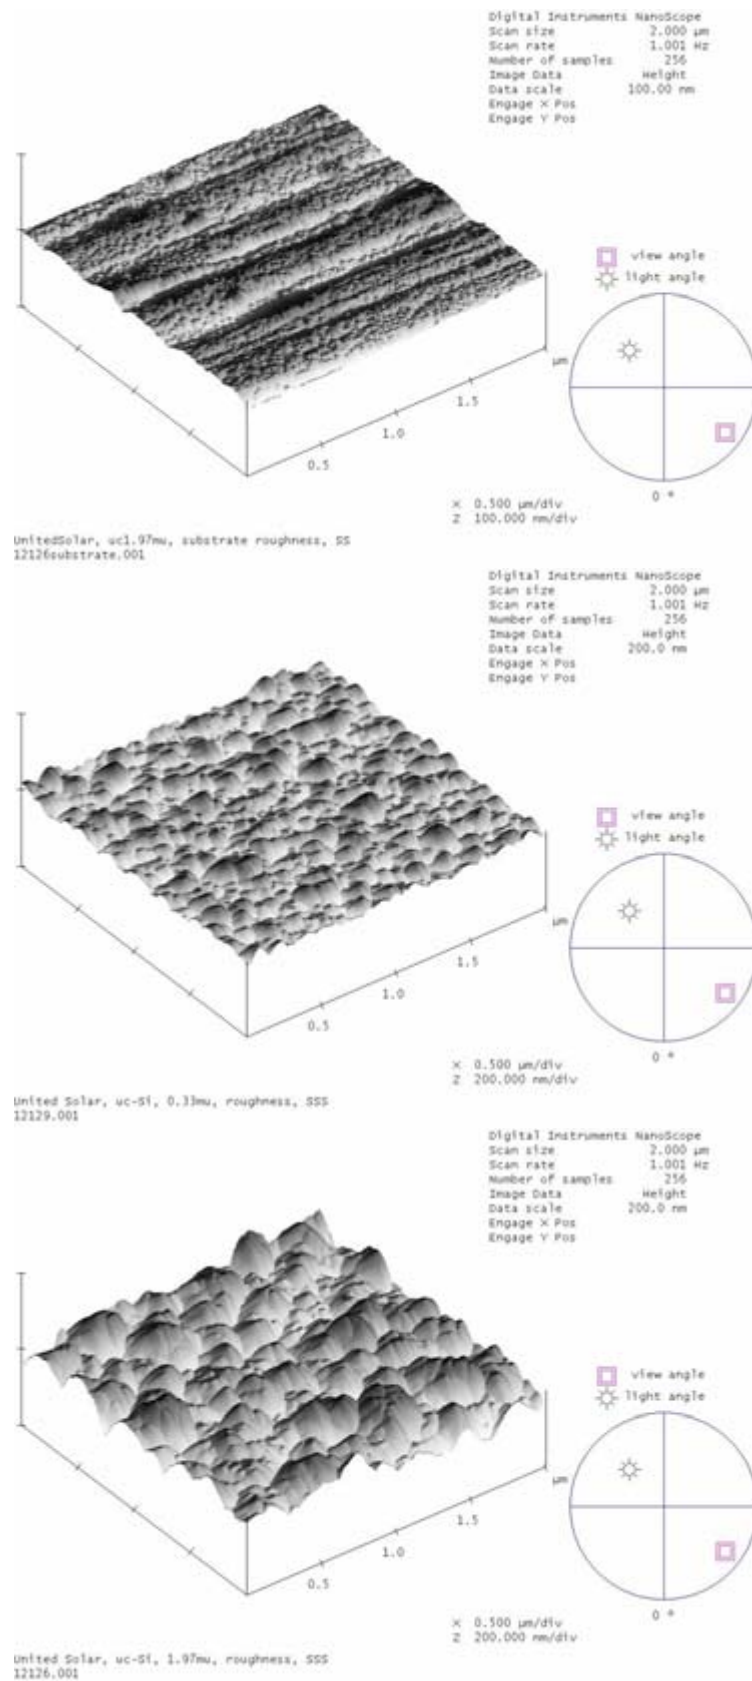 Digital Instruments NanoScope
Scan size 2.000 µm
Scan rate 1.001 Hz
Number of samples 256
Image Data Height
Data scale 100.00 nm
Engage X Pos
Engage Y Pos
view angle
light angle
µm
1.5
1.0
0.5
0 °
X 0.500 µm/div
Z 100.000 nm/div
UnitedSolar, uc1.97mu, substrate roughness, SS
12126substrate.001
Digital Instruments NanoScope
Scan size 2.000 µm
Scan rate 1.001 Hz
Number of samples 256
Image Data Height
Data scale 200.0 nm
Engage X Pos
Engage Y Pos
view angle
light angle
µm
1.5
1.0
0.5
0 °
X 0.500 µm/div
Z 200.000 nm/div
United Solar, uc-Si, 0.33mu, roughness, SSS
12129.001
Digital Instruments NanoScope
Scan size 2.000 µm
Scan rate 1.001 Hz
Number of samples 256
Image Data Height
Data scale 200.0 nm
Engage X Pos
Engage Y Pos
view angle
light angle
µm
1.5
1.0
0.5
0 °
X 0.500 µm/div
Z 200.000 nm/div
United Solar, uc-Si, 1.97mu, roughness, SSS
12126.001